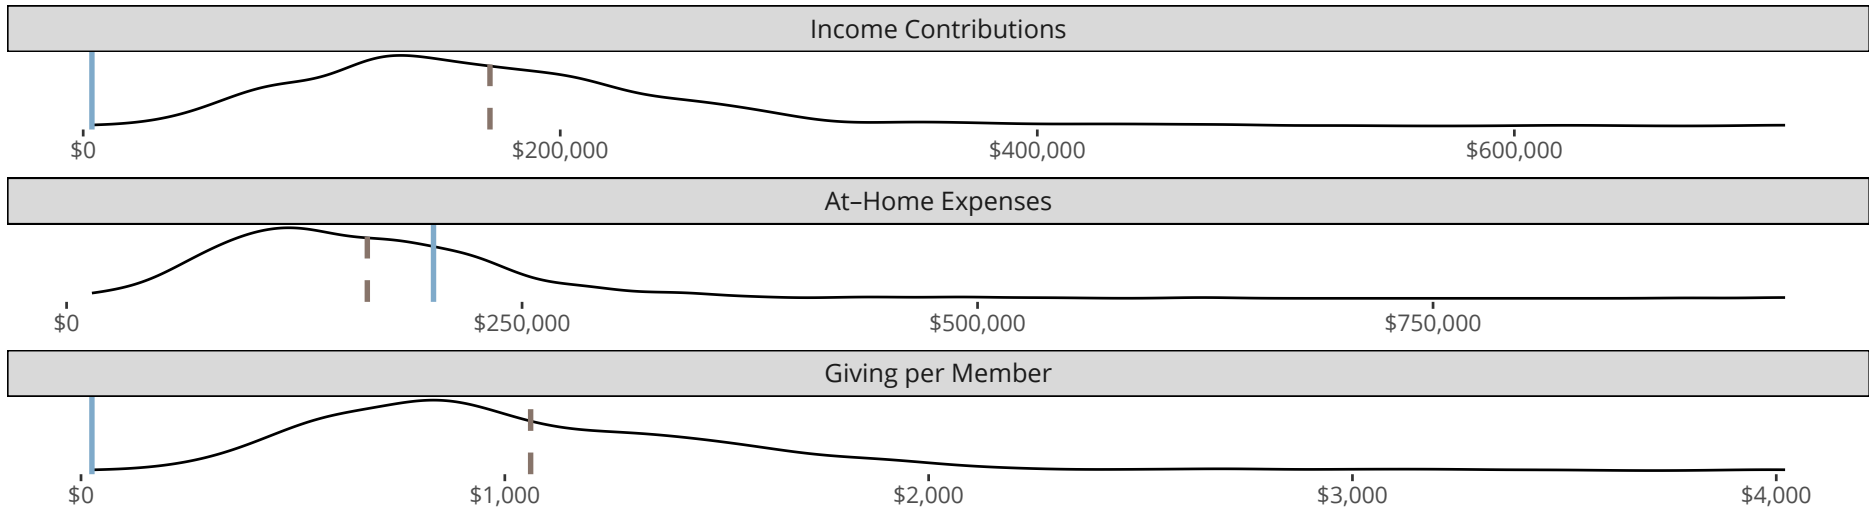 Income Contributions
$0 $200,000 $400,000 $600,000
At–Home Expenses
$0 $250,000 $500,000 $750,000
Giving per Member
$0 $1,000 $2,000 $3,000 $4,000